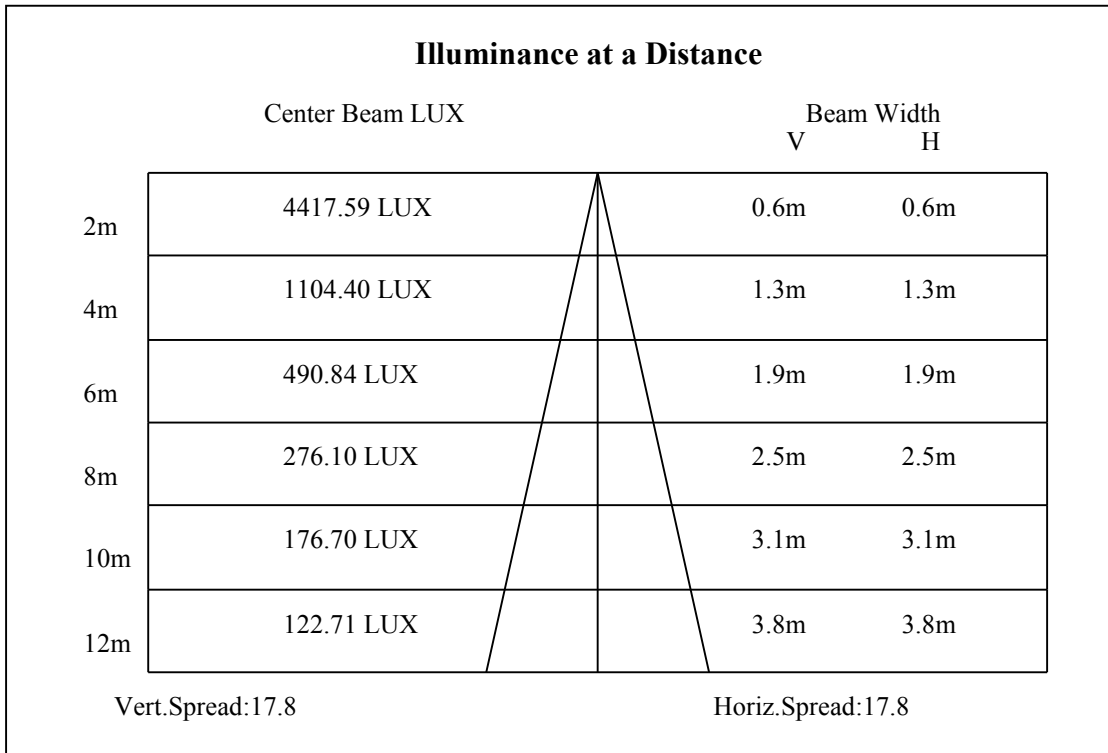 Illuminance at a Distance
Center Beam LUX Beam Width
V H
2m 4417.59 LUX 0.6m 0.6m
4m 1104.40 LUX 1.3m 1.3m
6m 490.84 LUX 1.9m 1.9m
8m 276.10 LUX 2.5m 2.5m
10m 176.70 LUX 3.1m 3.1m
12m 122.71 LUX 3.8m 3.8m
Vert.Spread:17.8 Horiz.Spread:17.8